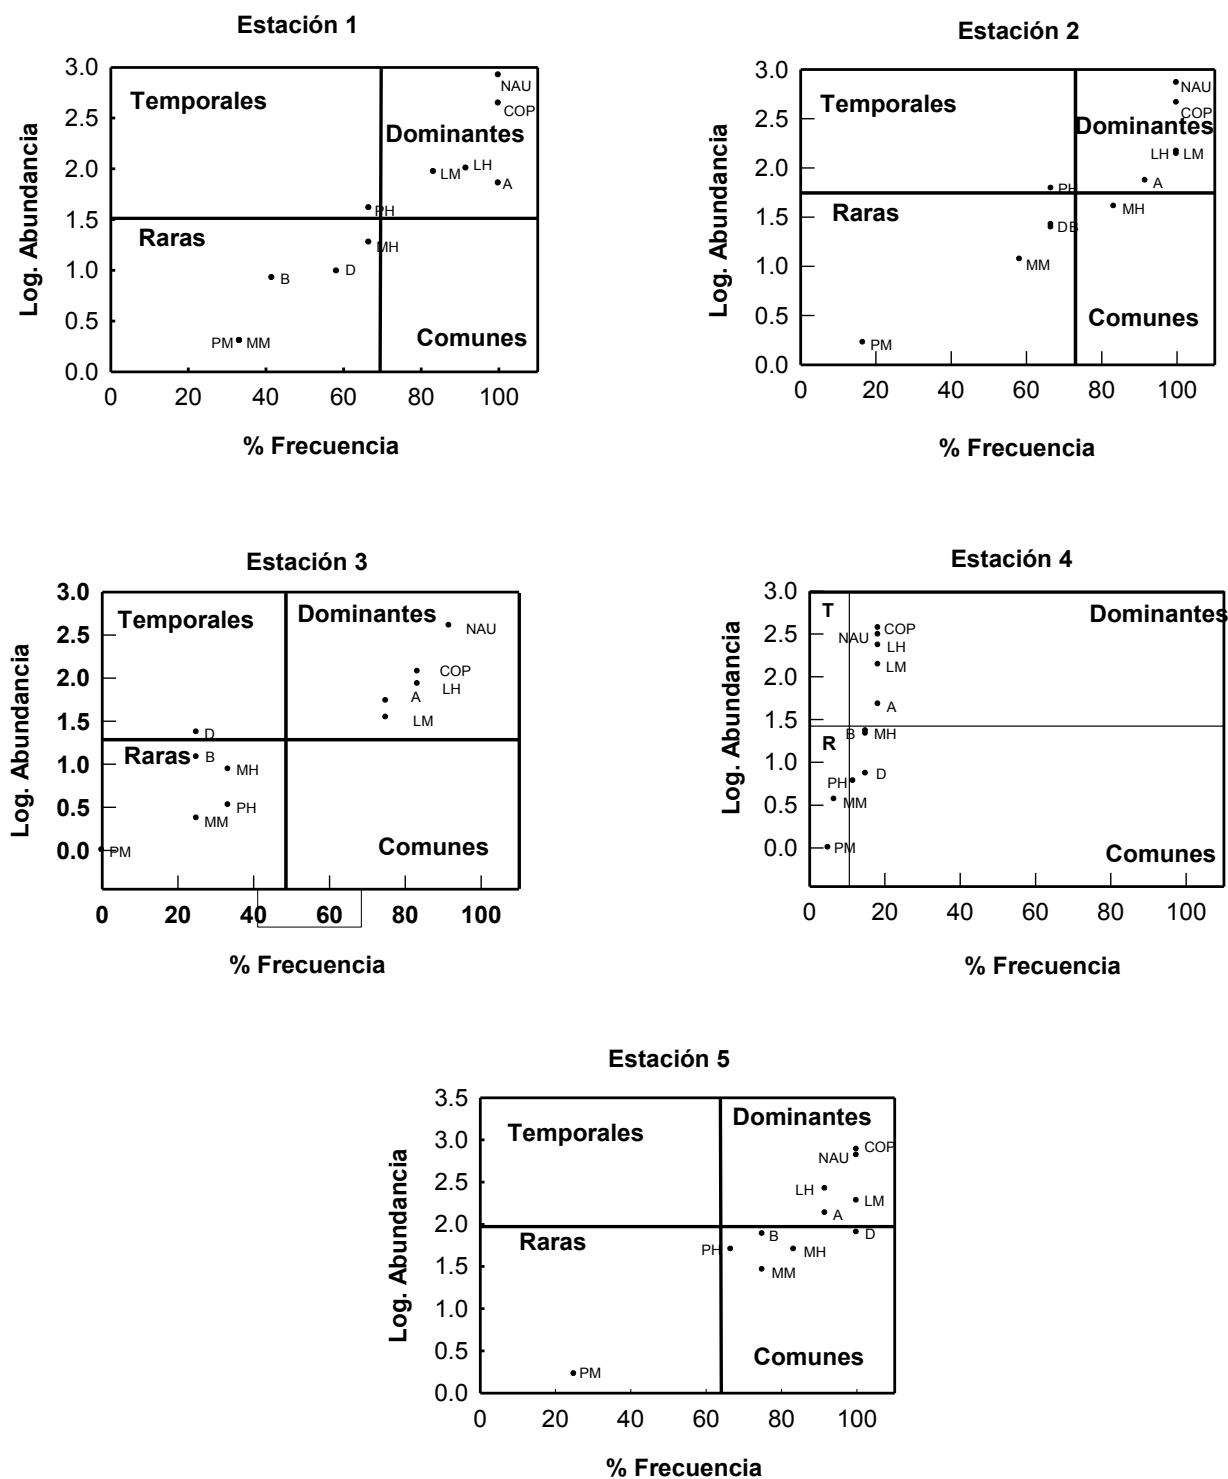 Estación 1
3.0
Temporales
NAU
COP
2.5
Dominantes
2.0
LM
LH
A
PH
1.5
Raras
MH
1.0
B
D
0.5
PM
MM
Comunes
0.0
0 20 40 60 80 100
% Frecuencia
Log. Abundancia
Estación 2
3.0
NAU
Temporales
COP
2.5
Dominantes
2.0
LH
LM
A
PH
1.5
Raras
MH
DB
1.0
MM
0.5
Comunes
PM
0.0
0 20 40 60 80 100
% Frecuencia
Log. Abundancia
Estación 3
3.0
Temporales
Dominantes
2.5
NAU
2.0
COP
LH
A
1.5
LM
D
Raras
B
1.0
MH
0.5
PH
MM
Comunes
0.0
PM
0 20 40 60 80 100
% Frecuencia
Log. Abundancia
Estación 4
3.0
T
Dominantes
2.5
NAU
COP
LH
2.0
LM
A
1.5
B
MH
R
1.0
D
PH
0.5
MM
0.0
PM
Comunes
0 20 40 60 80 100
% Frecuencia
Log. Abundancia
Estación 5
3.5
Temporales
Dominantes
3.0
COP
NAU
2.5
LH
LM
A
2.0
D
Raras
B
PH
MH
1.5
MM
1.0
Comunes
0.5
PM
0.0
0 20 40 60 80 100
% Frecuencia
Log. Abundancia